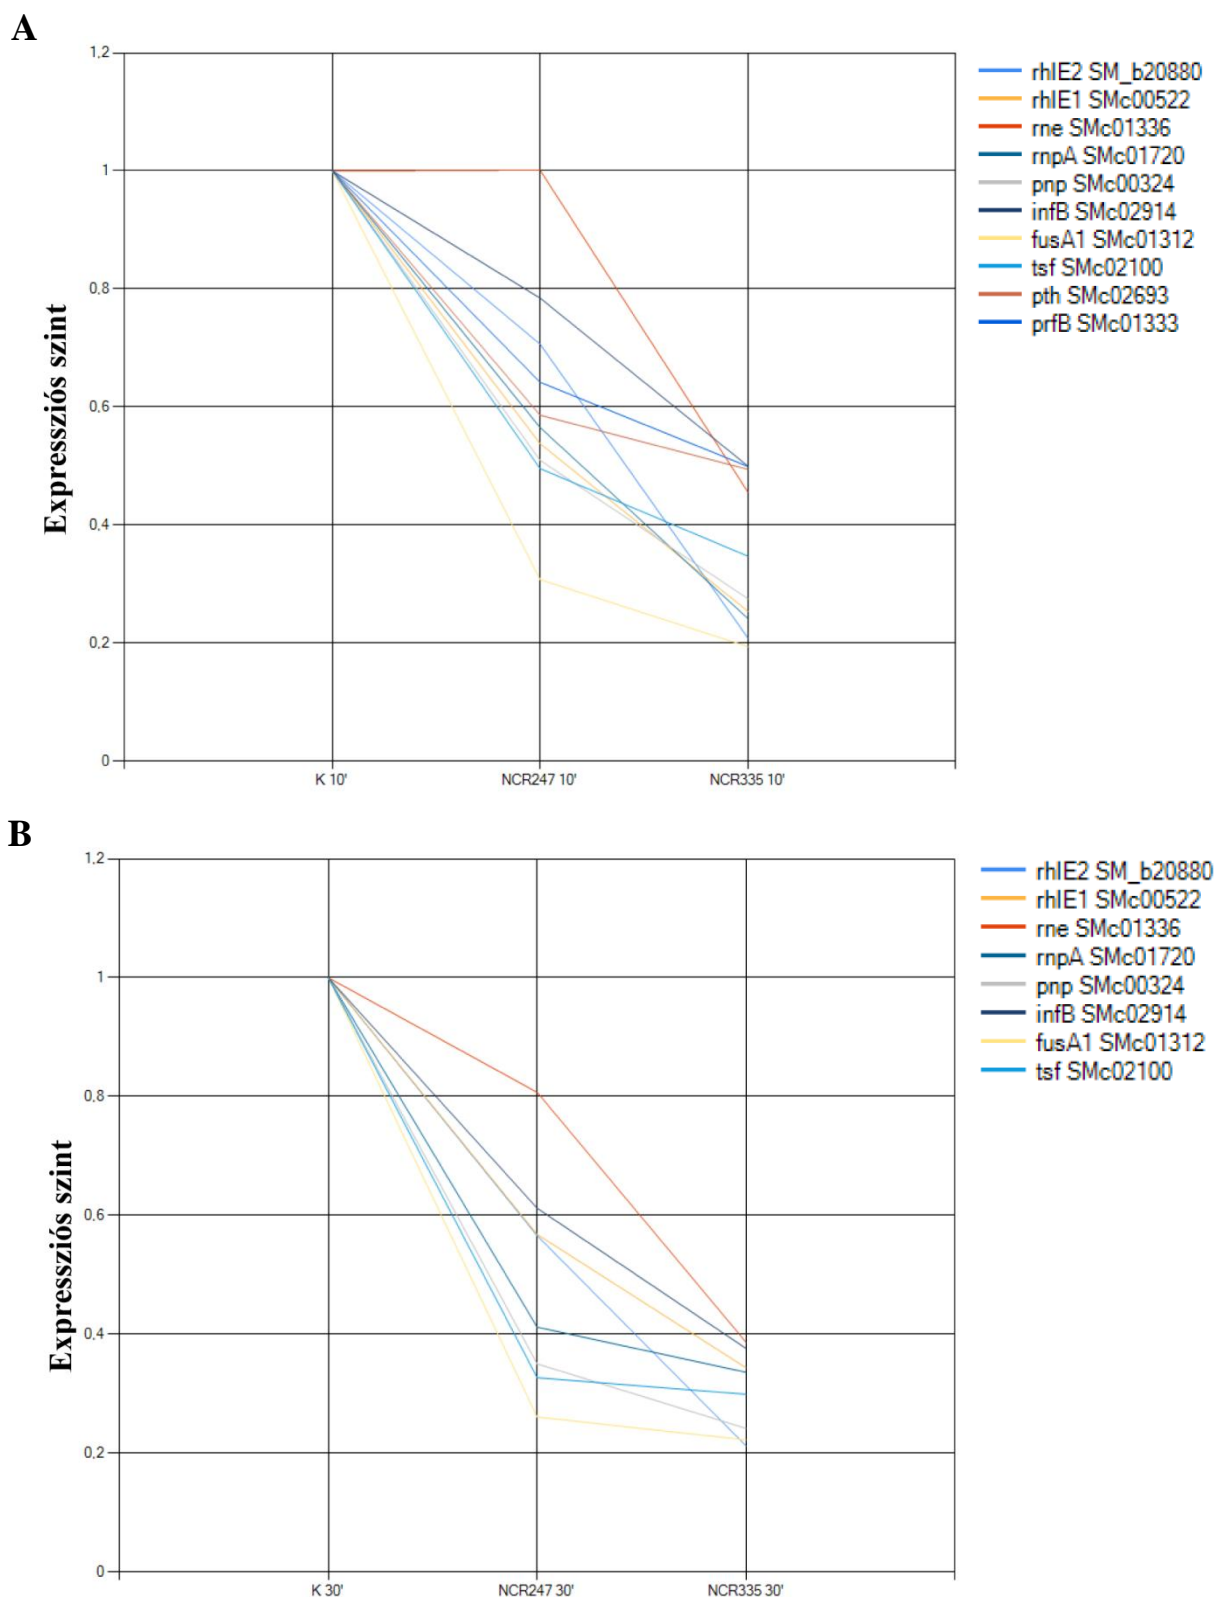 A
1,2
1
0,8
0,6
0,4
0,2
0
Expressziós szint
K 10'
NCR247 10'
NCR335 10'
rhlE2 SM_b20880
rhlE1 SMc00522
rne SMc01336
rnpA SMc01720
pnp SMc00324
infB SMc02914
fusA1 SMc01312
tsf SMc02100
pth SMc02693
prfB SMc01333
B
1,2
1
0,8
0,6
0,4
0,2
0
Expressziós szint
K 30'
NCR247 30'
NCR335 30'
rhlE2 SM_b20880
rhlE1 SMc00522
rne SMc01336
rnpA SMc01720
pnp SMc00324
infB SMc02914
fusA1 SMc01312
tsf SMc02100